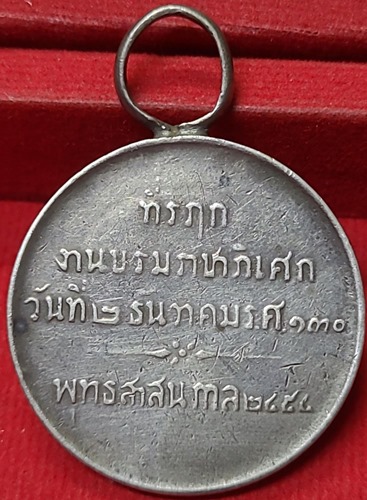 ที่รฦก
งานบรมราชาภิเศก
วันที่ ๒ ธันวาคม ร.ศ. ๑๓๐
พุทธสาสนกาล ๒๔๕๔